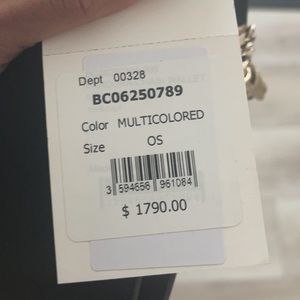 Dept 00328
BC06250789
Color MULTICOLORED
Size OS
3 594656 961084
$ 1790.00